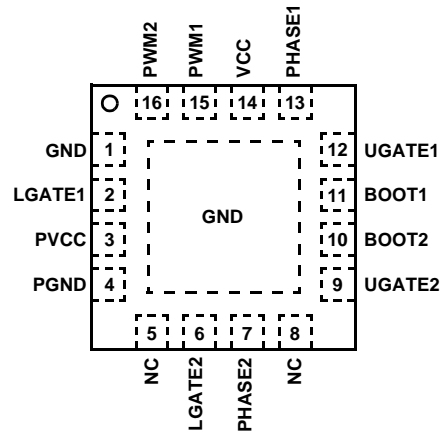 PWM2
PWM1
VCC
PHASE1
16
15
14
13
GND 1
12 UGATE1
LGATE1 2
11 BOOT1
GND
PVCC 3
10 BOOT2
PGND 4
9 UGATE2
5
6
7
8
NC
LGATE2
PHASE2
NC